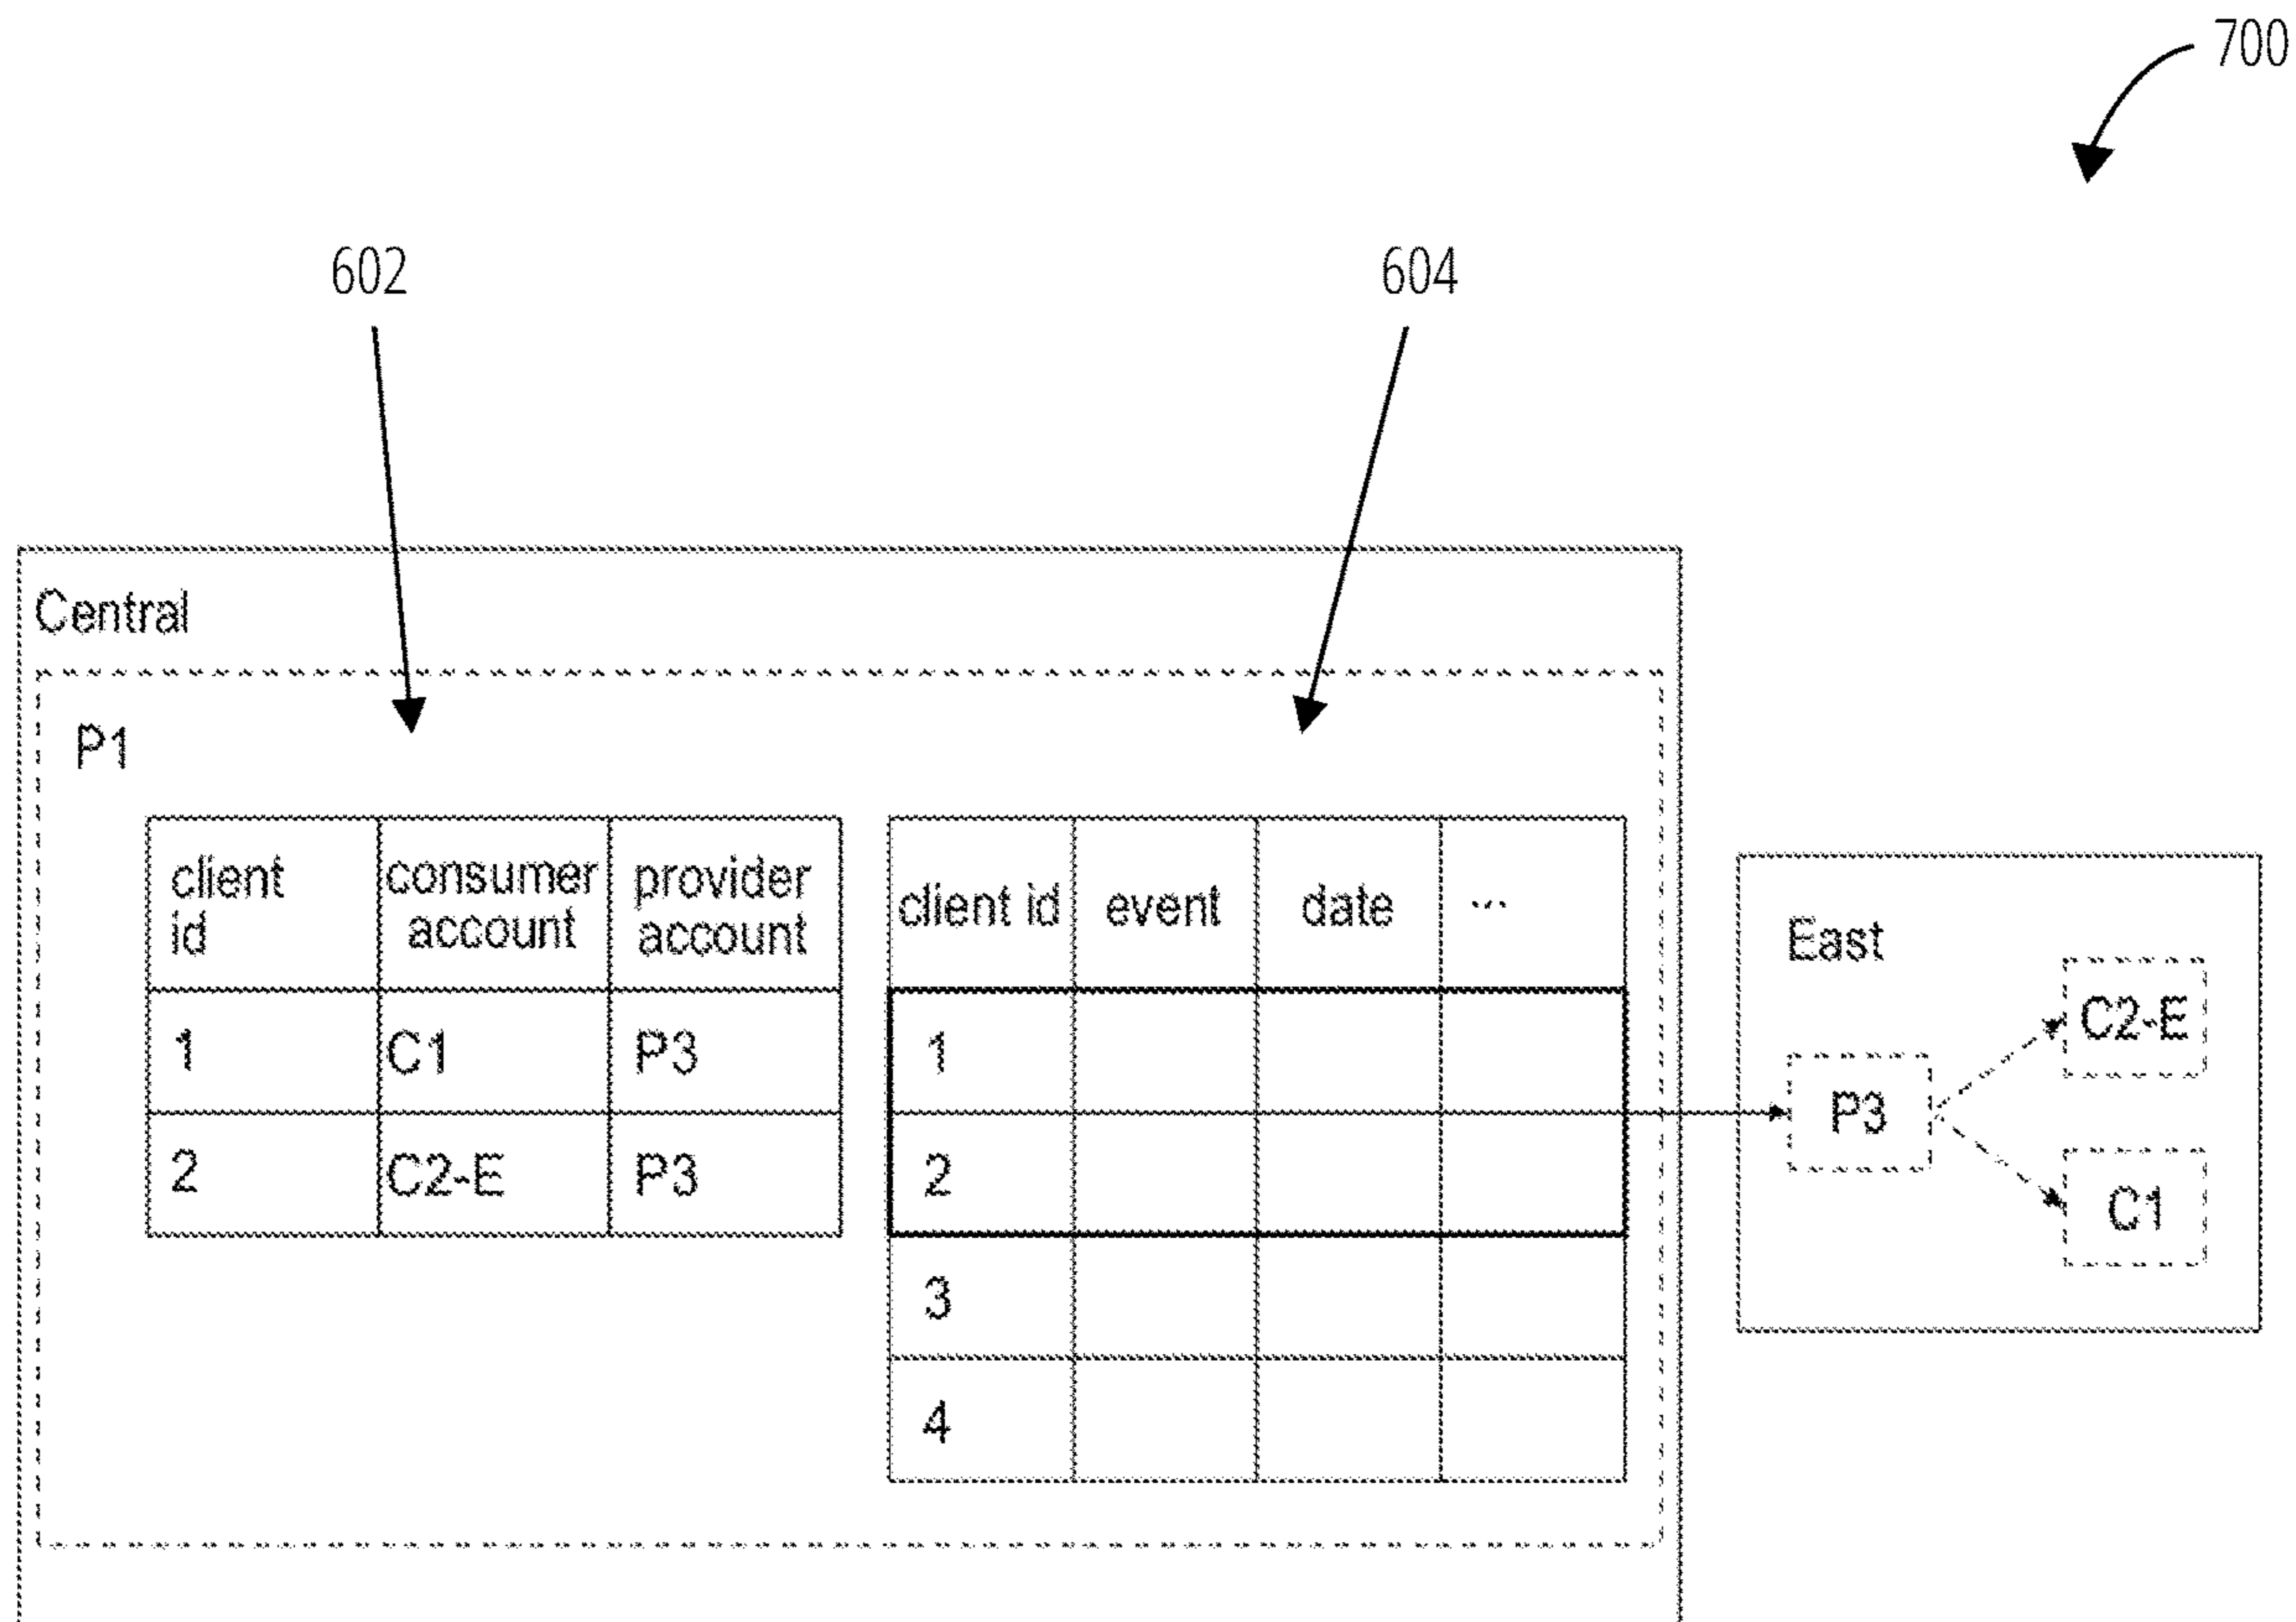 700
602
604
Central
P1
client
id
consumer
account
provider
account
1
C1
P3
2
C2-E
P3
client id
event
date
...
1
2
3
4
East
P3
C2-E
C1